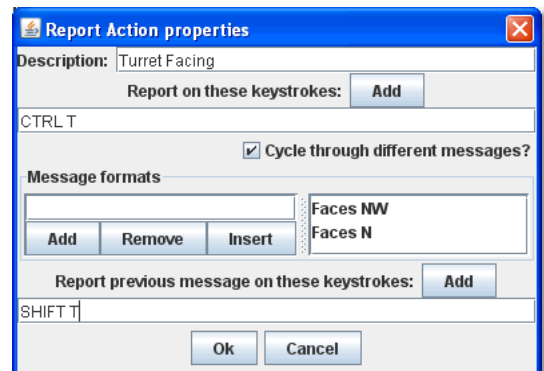 Report Action properties
Description: Turret Facing
Report on these keystrokes: Add
CTRL T
Cycle through different messages?
Message formats
Faces NW
Faces N
Add Remove Insert
Report previous message on these keystrokes: Add
SHIFT T
Ok Cancel